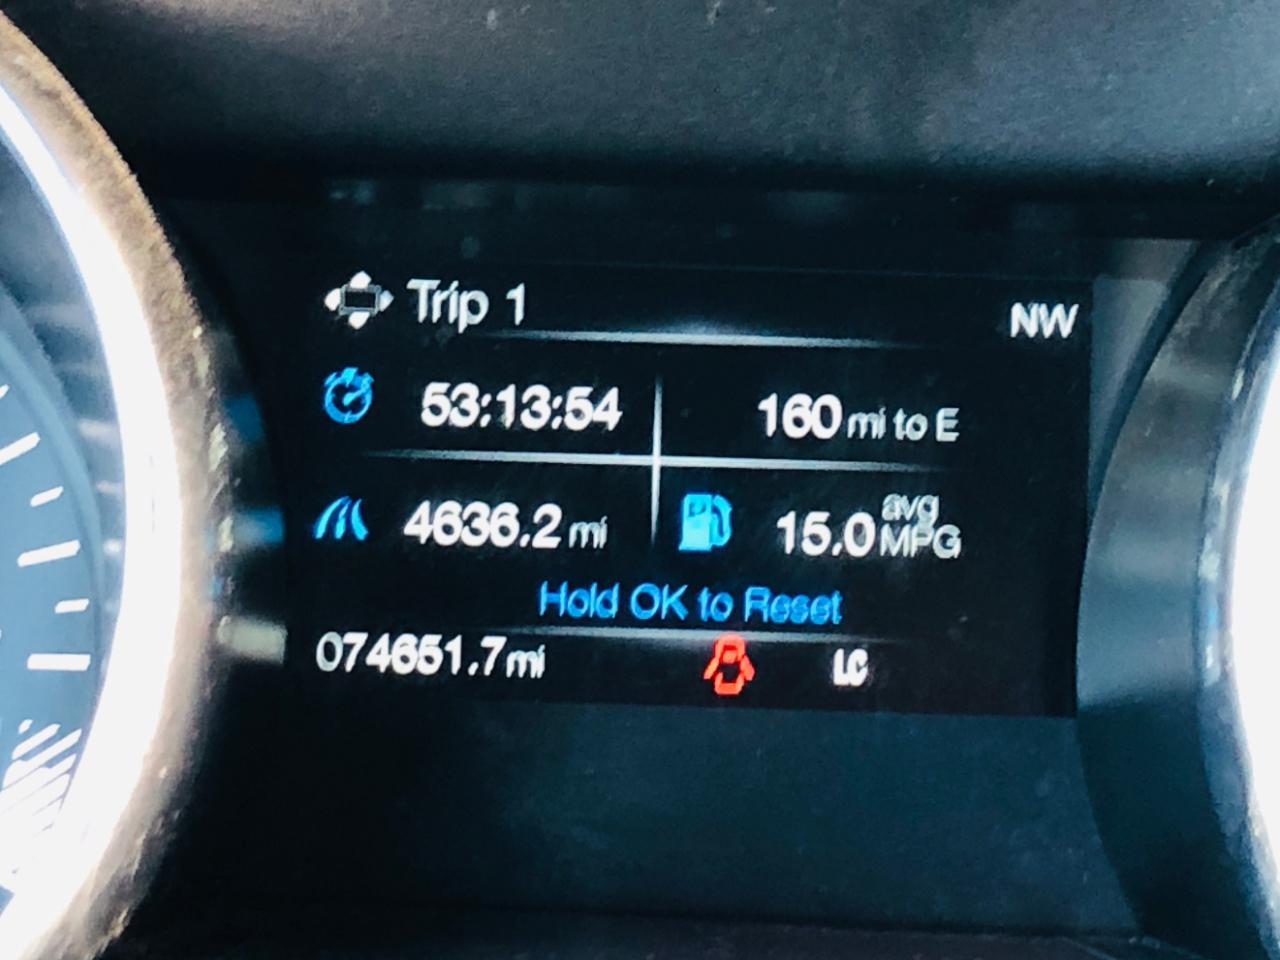 Trip 1
NW
53:13:54
160 mi to E
4636.2 mi
15.0 avg MPG
Hold OK to Reset
074651.7 mi
LC